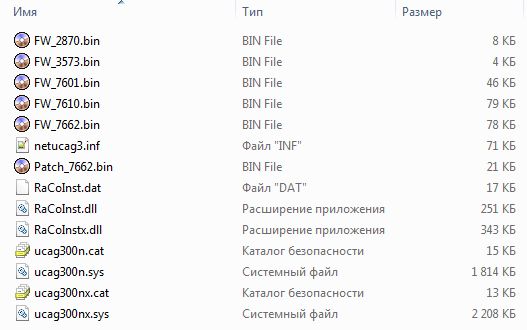 Имя Тип Размер
FW_2870.bin BIN File 8 КБ
FW_3573.bin BIN File 4 КБ
FW_7601.bin BIN File 46 КБ
FW_7610.bin BIN File 79 КБ
FW_7662.bin BIN File 78 КБ
netucag3.inf Файл "INF" 71 КБ
Patch_7662.bin BIN File 21 КБ
RaCoInst.dat Файл "DAT" 17 КБ
RaCoInst.dll Расширение приложения 251 КБ
RaCoInstx.dll Расширение приложения 343 КБ
ucag300n.cat Каталог безопасности 15 КБ
ucag300n.sys Системный файл 1 814 КБ
ucag300nx.cat Каталог безопасности 13 КБ
ucag300nx.sys Системный файл 2 208 КБ